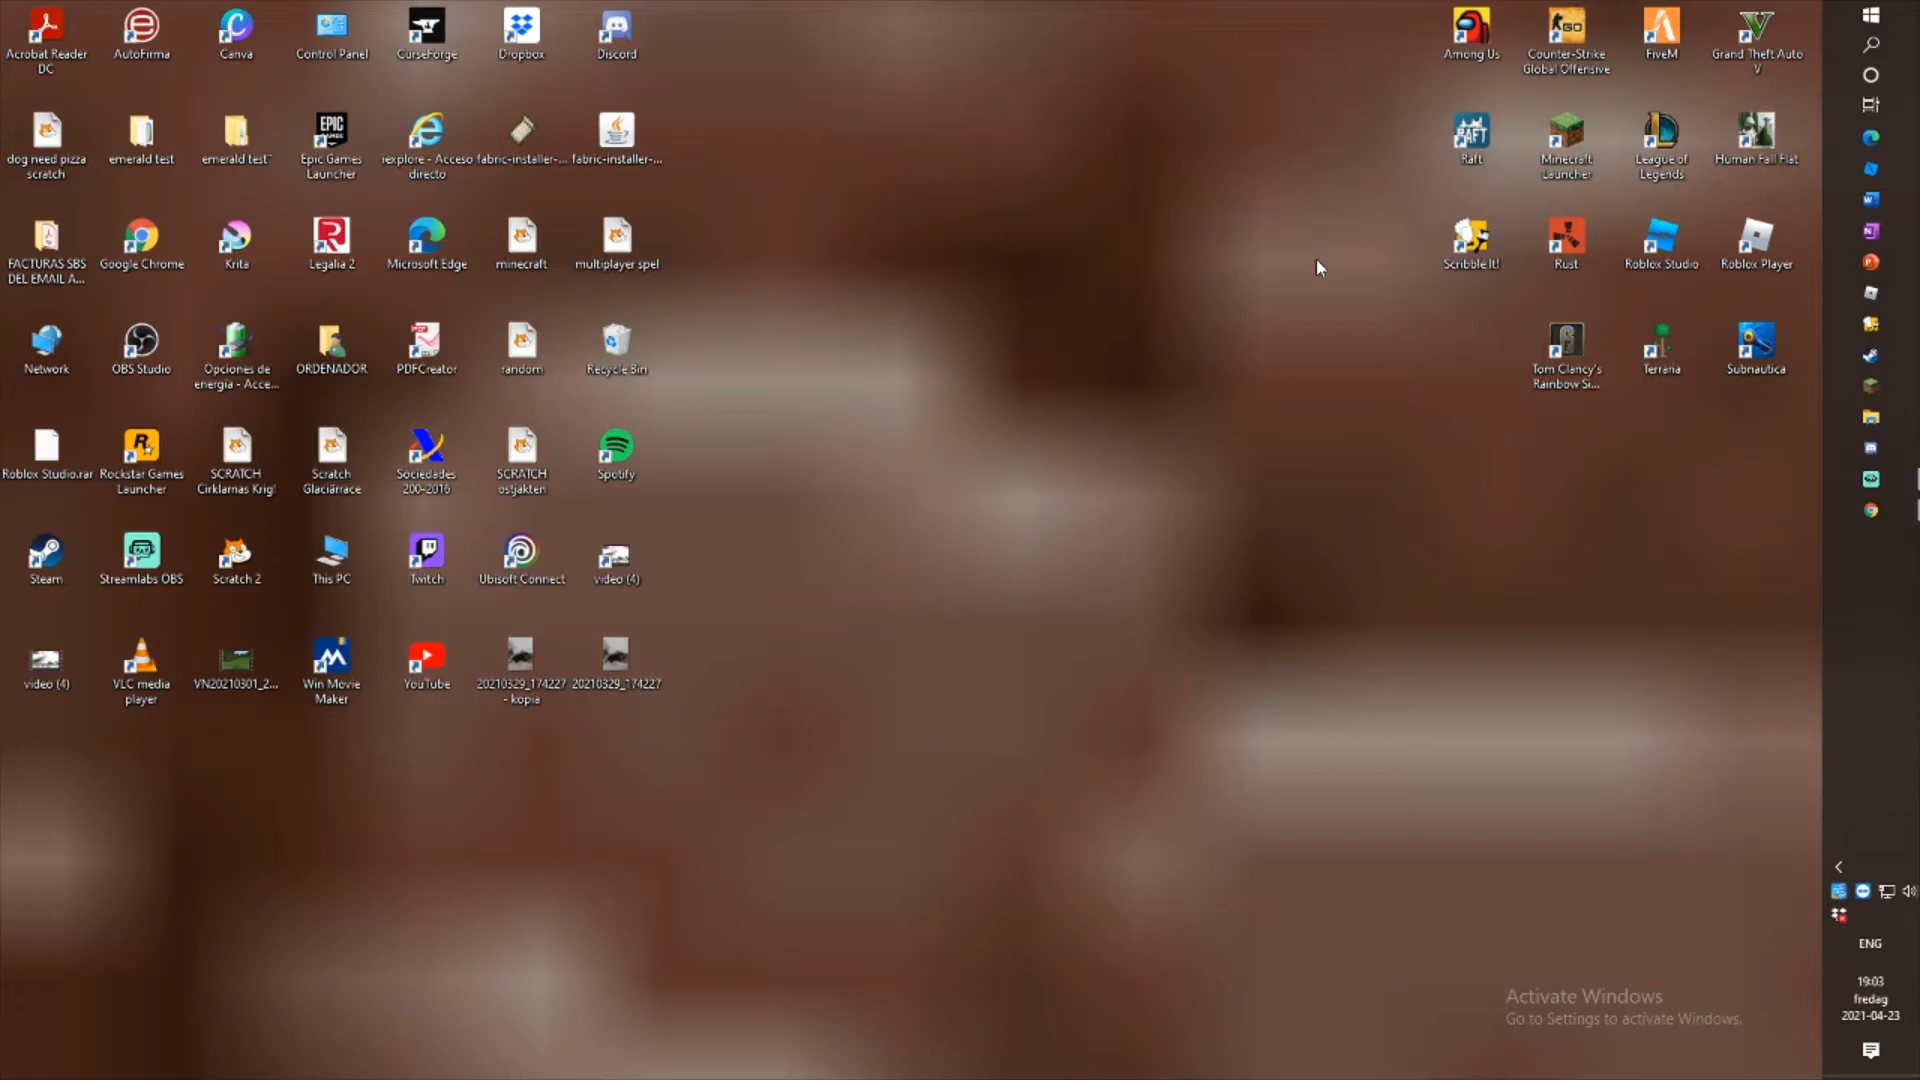 Acrobat Reader
DC
AutoFirma
Canva
Control Panel
CurseForge
Dropbox
Discord
Among Us
Counter-Strike
Global Offensive
FiveM
Grand Theft Auto
V
dog need pizza
scratch
emerald test
emerald test`
Epic Games
Launcher
iexplore - Acceso
directo
fabric-installer-...
fabric-installer-...
Raft
Minecraft
Launcher
League of
Legends
Human Fall Flat
FACTURAS SBS
DEL EMAIL A...
Google Chrome
Krita
Legalia 2
Microsoft Edge
minecraft
multiplayer spel
Scribble It!
Rust
Roblox Studio
Roblox Player
Network
OBS Studio
Opciones de
energía - Acce...
ORDENADOR
PDFCreator
random
Recycle Bin
Tom Clancy's
Rainbow Si...
Terraria
Subnautica
Roblox Studio.rar
Rockstar Games
Launcher
SCRATCH
Cirklarnas Krig!
Scratch
Glaciärrace
Sociedades
200-2016
SCRATCH
ostjakten
Spotify
Steam
Streamlabs OBS
Scratch 2
This PC
Twitch
Ubisoft Connect
video (4)
video (4)
VLC media
player
VN20210301_2...
Win Movie
Maker
YouTube
20210329_174227
- kopia
20210329_174227
Activate Windows
Go to Settings to activate Windows.
ENG
19:03
fredag
2021-04-23